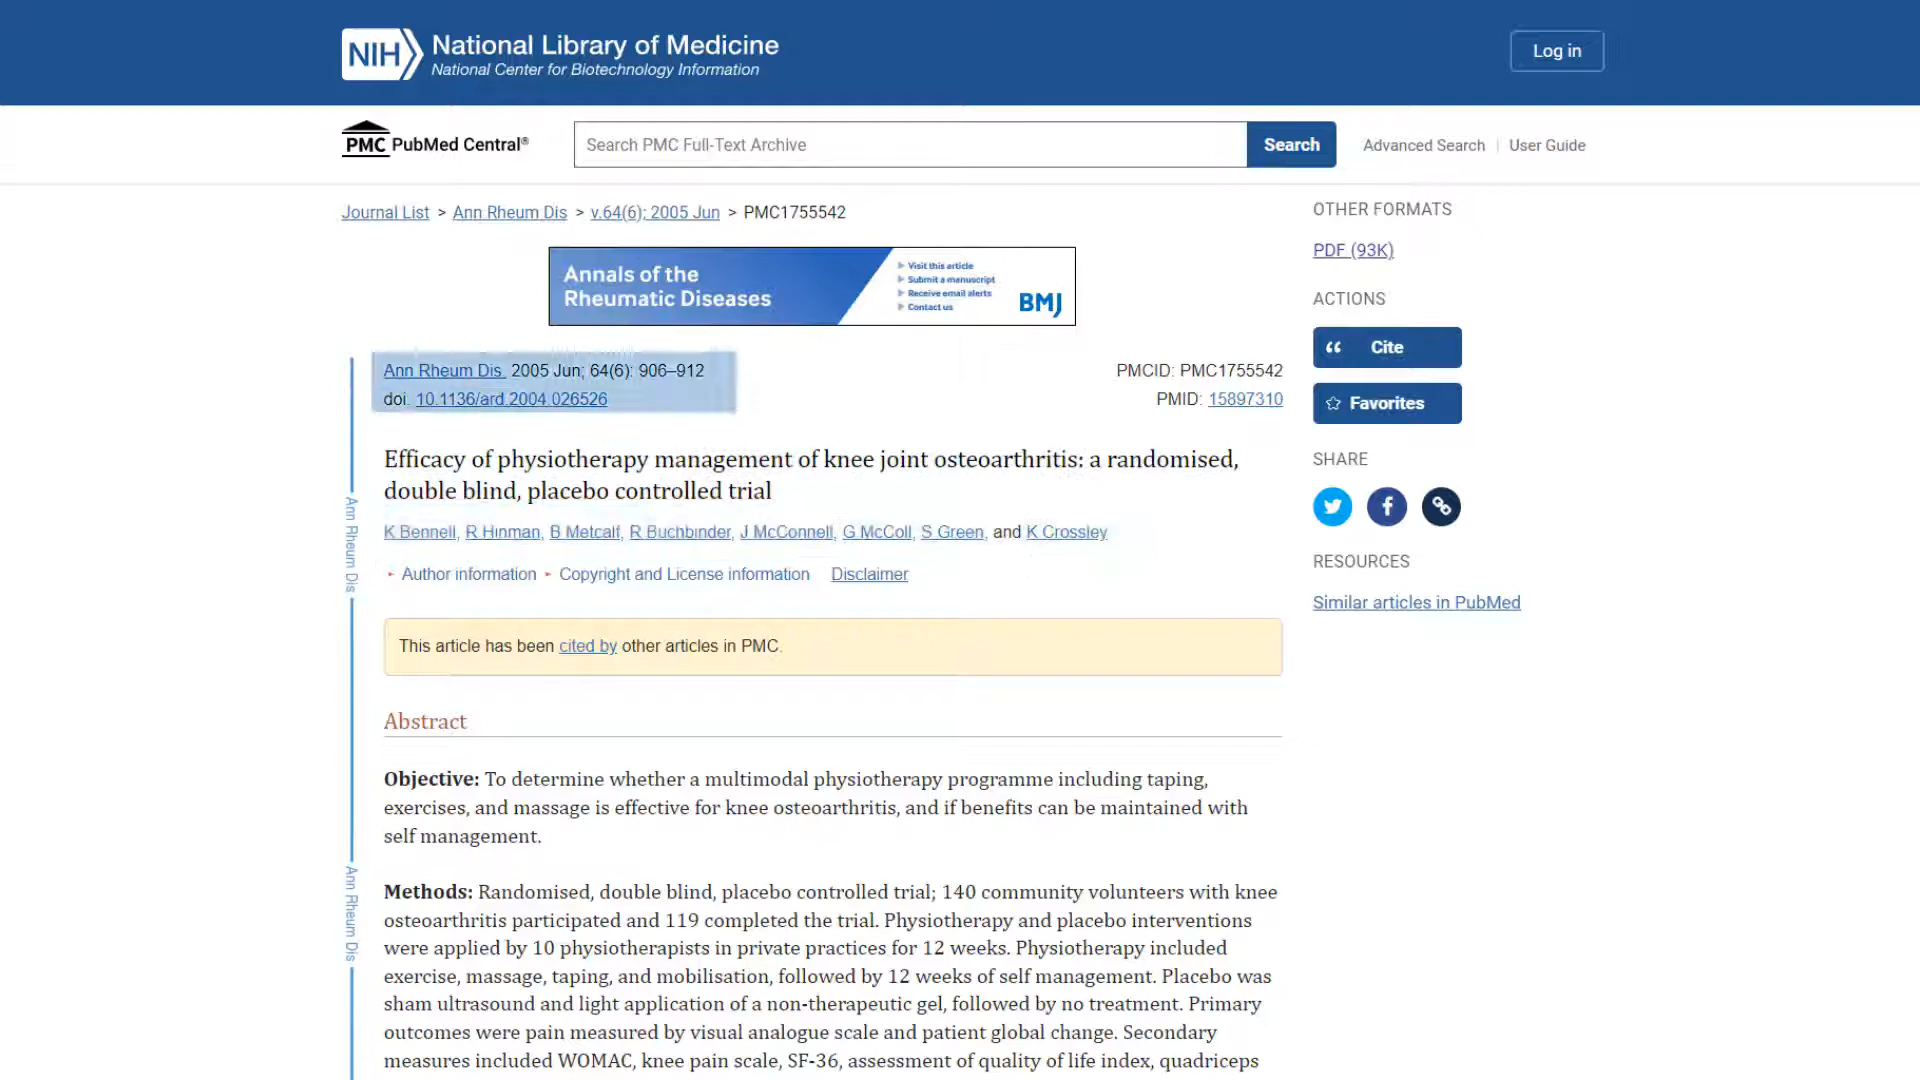 NIH National Library of Medicine
National Center for Biotechnology Information
Log in
PMC PubMed Central®
Search PMC Full-Text Archive
Search
Advanced Search
User Guide
Journal List > Ann Rheum Dis > v.64(6); 2005 Jun > PMC1755542
Annals of the
Rheumatic Diseases
Visit this article
Submit a manuscript
Receive email alerts
Contact us
BMJ
Ann Rheum Dis. 2005 Jun; 64(6): 906–912
doi: 10.1136/ard.2004.026526
PMCID: PMC1755542
PMID: 15897310
Efficacy of physiotherapy management of knee joint osteoarthritis: a randomised,
double blind, placebo controlled trial
K Bennell, R Hinman, B Metcalf, R Buchbinder, J McConnell, G McColl, S Green, and K Crossley
Author information Copyright and License information Disclaimer
This article has been cited by other articles in PMC.
Abstract
Objective: To determine whether a multimodal physiotherapy programme including taping,
exercises, and massage is effective for knee osteoarthritis, and if benefits can be maintained with
self management.
Methods: Randomised, double blind, placebo controlled trial; 140 community volunteers with knee
osteoarthritis participated and 119 completed the trial. Physiotherapy and placebo interventions
were applied by 10 physiotherapists in private practices for 12 weeks. Physiotherapy included
exercise, massage, taping, and mobilisation, followed by 12 weeks of self management. Placebo was
sham ultrasound and light application of a non-therapeutic gel, followed by no treatment. Primary
outcomes were pain measured by visual analogue scale and patient global change. Secondary
measures included WOMAC, knee pain scale, SF-36, assessment of quality of life index, quadriceps
Ann Rheum Dis
Ann Rheum Dis
OTHER FORMATS
PDF (93K)
ACTIONS
Cite
Favorites
SHARE
RESOURCES
Similar articles in PubMed